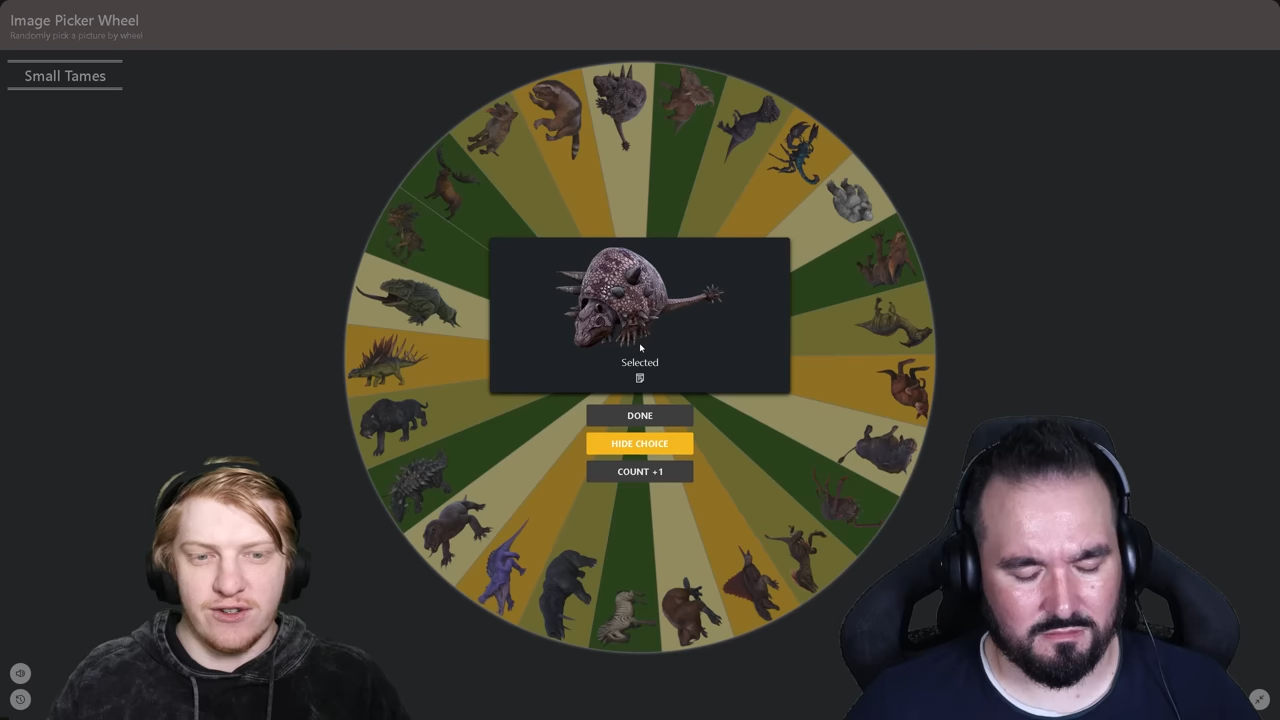 Image Picker Wheel
Randomly pick a picture by wheel
Small Tames
Selected
DONE
HIDE CHOICE
COUNT +1